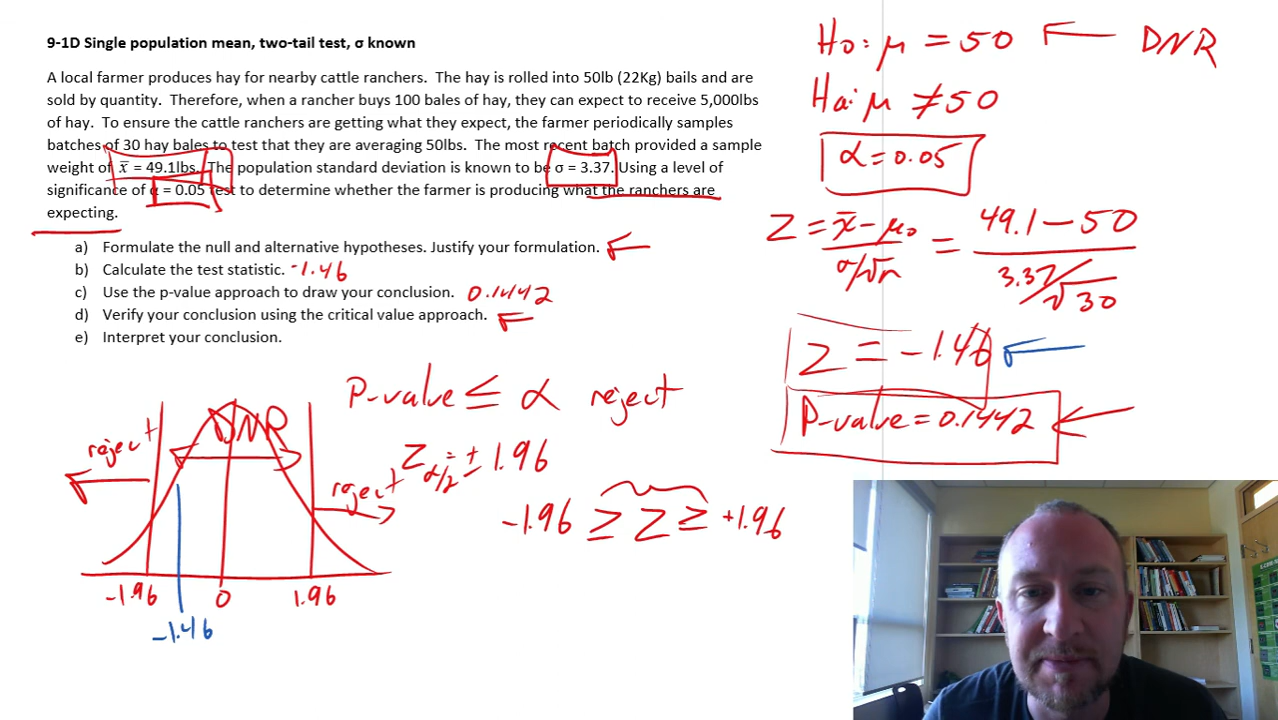 9-1D Single population mean, two-tail test, σ known
A local farmer produces hay for nearby cattle ranchers. The hay is rolled into 50lb (22Kg) bails and are
sold by quantity. Therefore, when a rancher buys 100 bales of hay, they can expect to receive 5,000lbs
of hay. To ensure the cattle ranchers are getting what they expect, the farmer periodically samples
batches of 30 hay bales to test that they are averaging 50lbs. The most recent batch provided a sample
weight of x̄ = 49.1lbs. The population standard deviation is known to be σ = 3.37. Using a level of
significance of α = 0.05 test to determine whether the farmer is producing what the ranchers are
expecting.
a) Formulate the null and alternative hypotheses. Justify your formulation.
b) Calculate the test statistic. -1.46
c) Use the p-value approach to draw your conclusion. 0.1442
d) Verify your conclusion using the critical value approach.
e) Interpret your conclusion.
Ho: μ = 50 DNR
Ha: μ ≠ 50
α = 0.05
Z = x̄ - μ₀ / σ/√n = 49.1 - 50 / 3.37/√30
Z = -1.46
P-value = 0.1442
P-value ≤ α reject
Z α/2 = ± 1.96
-1.96 ≥ Z ≥ +1.96
reject
DNR
reject
-1.96 0 1.96
-1.46